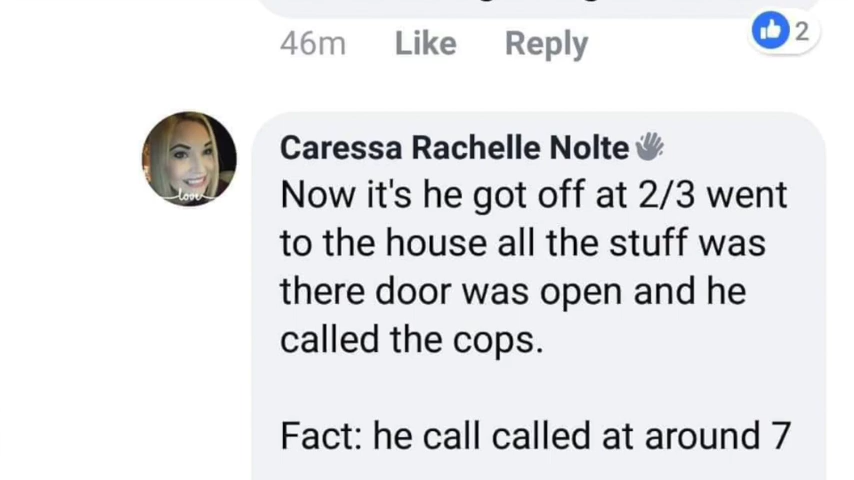 46m Like Reply 2
Caressa Rachelle Nolte
love
Now it's he got off at 2/3 went
to the house all the stuff was
there door was open and he
called the cops.
Fact: he call called at around 7